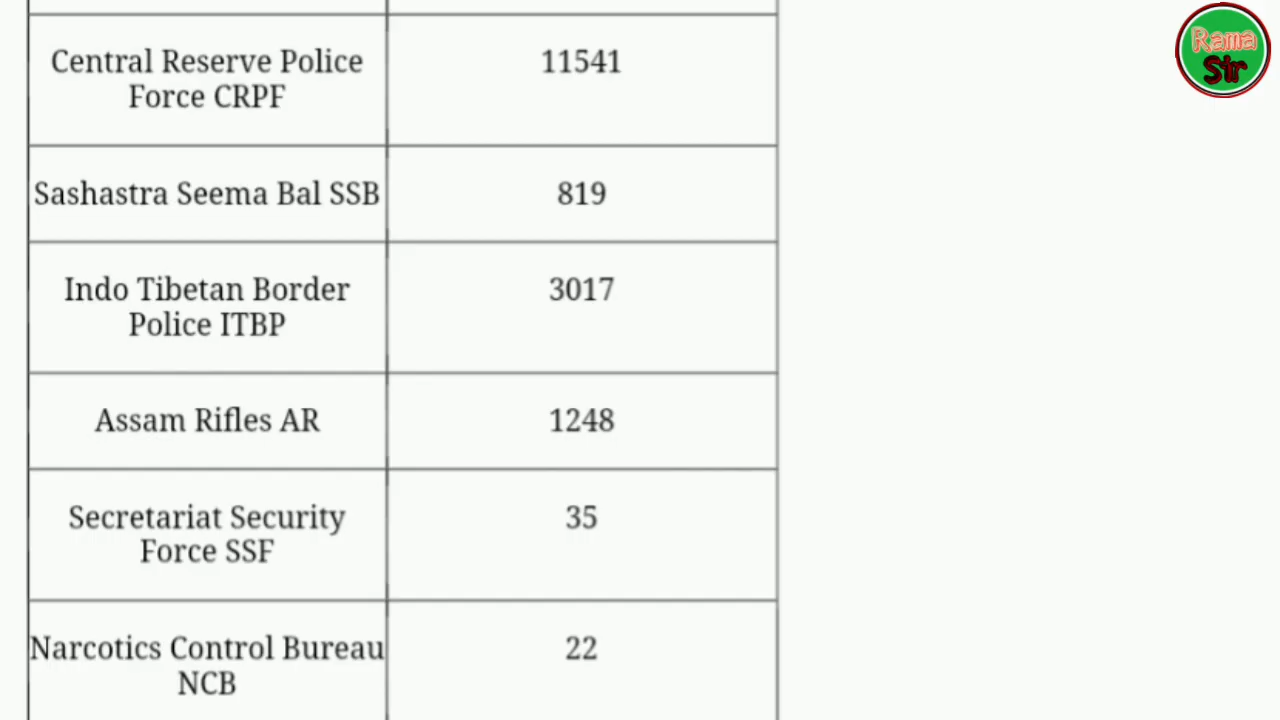 Rama
Sir
Central Reserve Police
Force CRPF
11541
Sashastra Seema Bal SSB
819
Indo Tibetan Border
Police ITBP
3017
Assam Rifles AR
1248
Secretariat Security
Force SSF
35
Narcotics Control Bureau
NCB
22